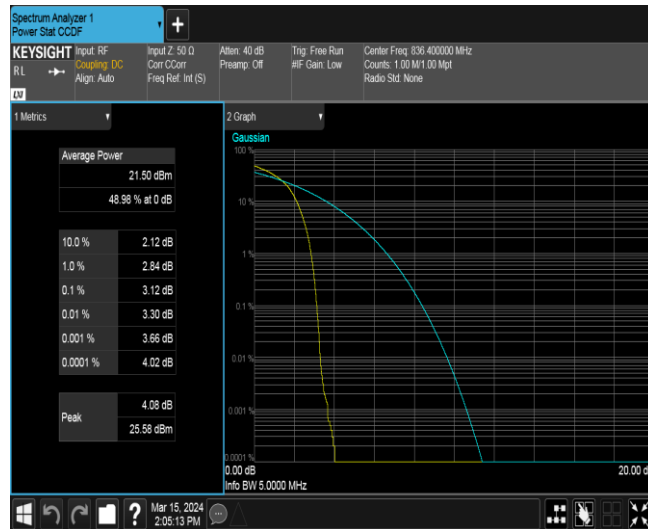 Spectrum Analyzer 1
Power Stat CCDF
+
KEYSIGHT
RL
LXI
Input: RF
Coupling: DC
Align: Auto
Input Z: 50 Ω
Corr CCorr
Freq Ref: Int (S)
Atten: 40 dB
Preamp: Off
Trig: Free Run
#IF Gain: Low
Center Freq: 836.400000 MHz
Counts: 1.00 M/1.00 Mpt
Radio Std: None
1 Metrics
Average Power
21.50 dBm
48.98 % at 0 dB
10.0 % 2.12 dB
1.0 % 2.84 dB
0.1 % 3.12 dB
0.01 % 3.30 dB
0.001 % 3.66 dB
0.0001 % 4.02 dB
Peak
4.08 dB
25.58 dBm
2 Graph
Gaussian
100 %
10 %
1 %
0.1 %
0.01 %
0.001 %
0.0001 %
0.00 dB
20.00 d
Info BW 5.0000 MHz
?
Mar 15, 2024
2:05:13 PM